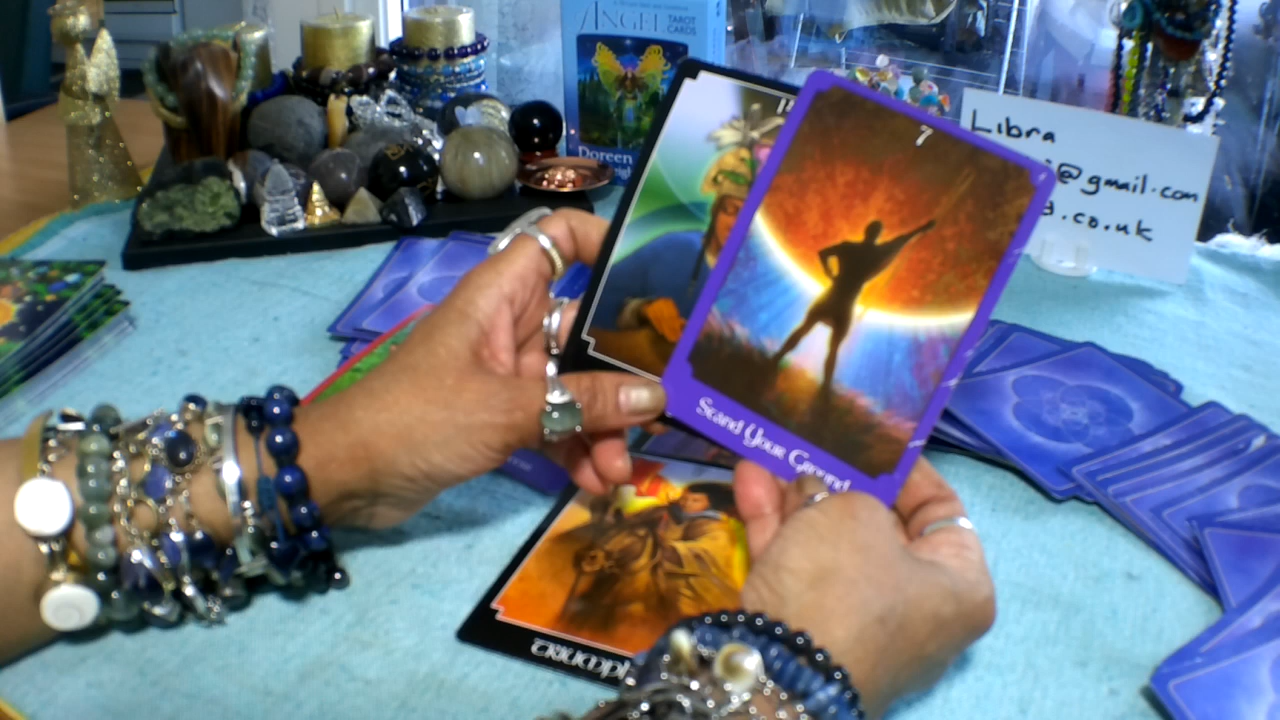 ANGEL TAROT
CARDS
Doreen
Libra
@gmail.com
.co.uk
7
Stand Your Ground
TRIUMPH